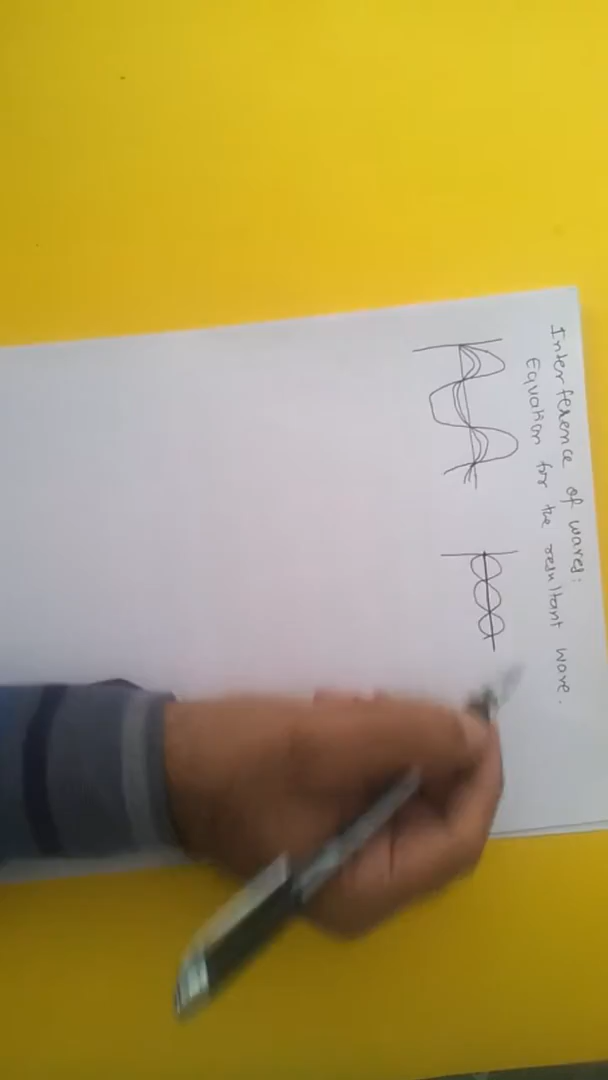 Interference of waves:
Equation for the resultant wave.